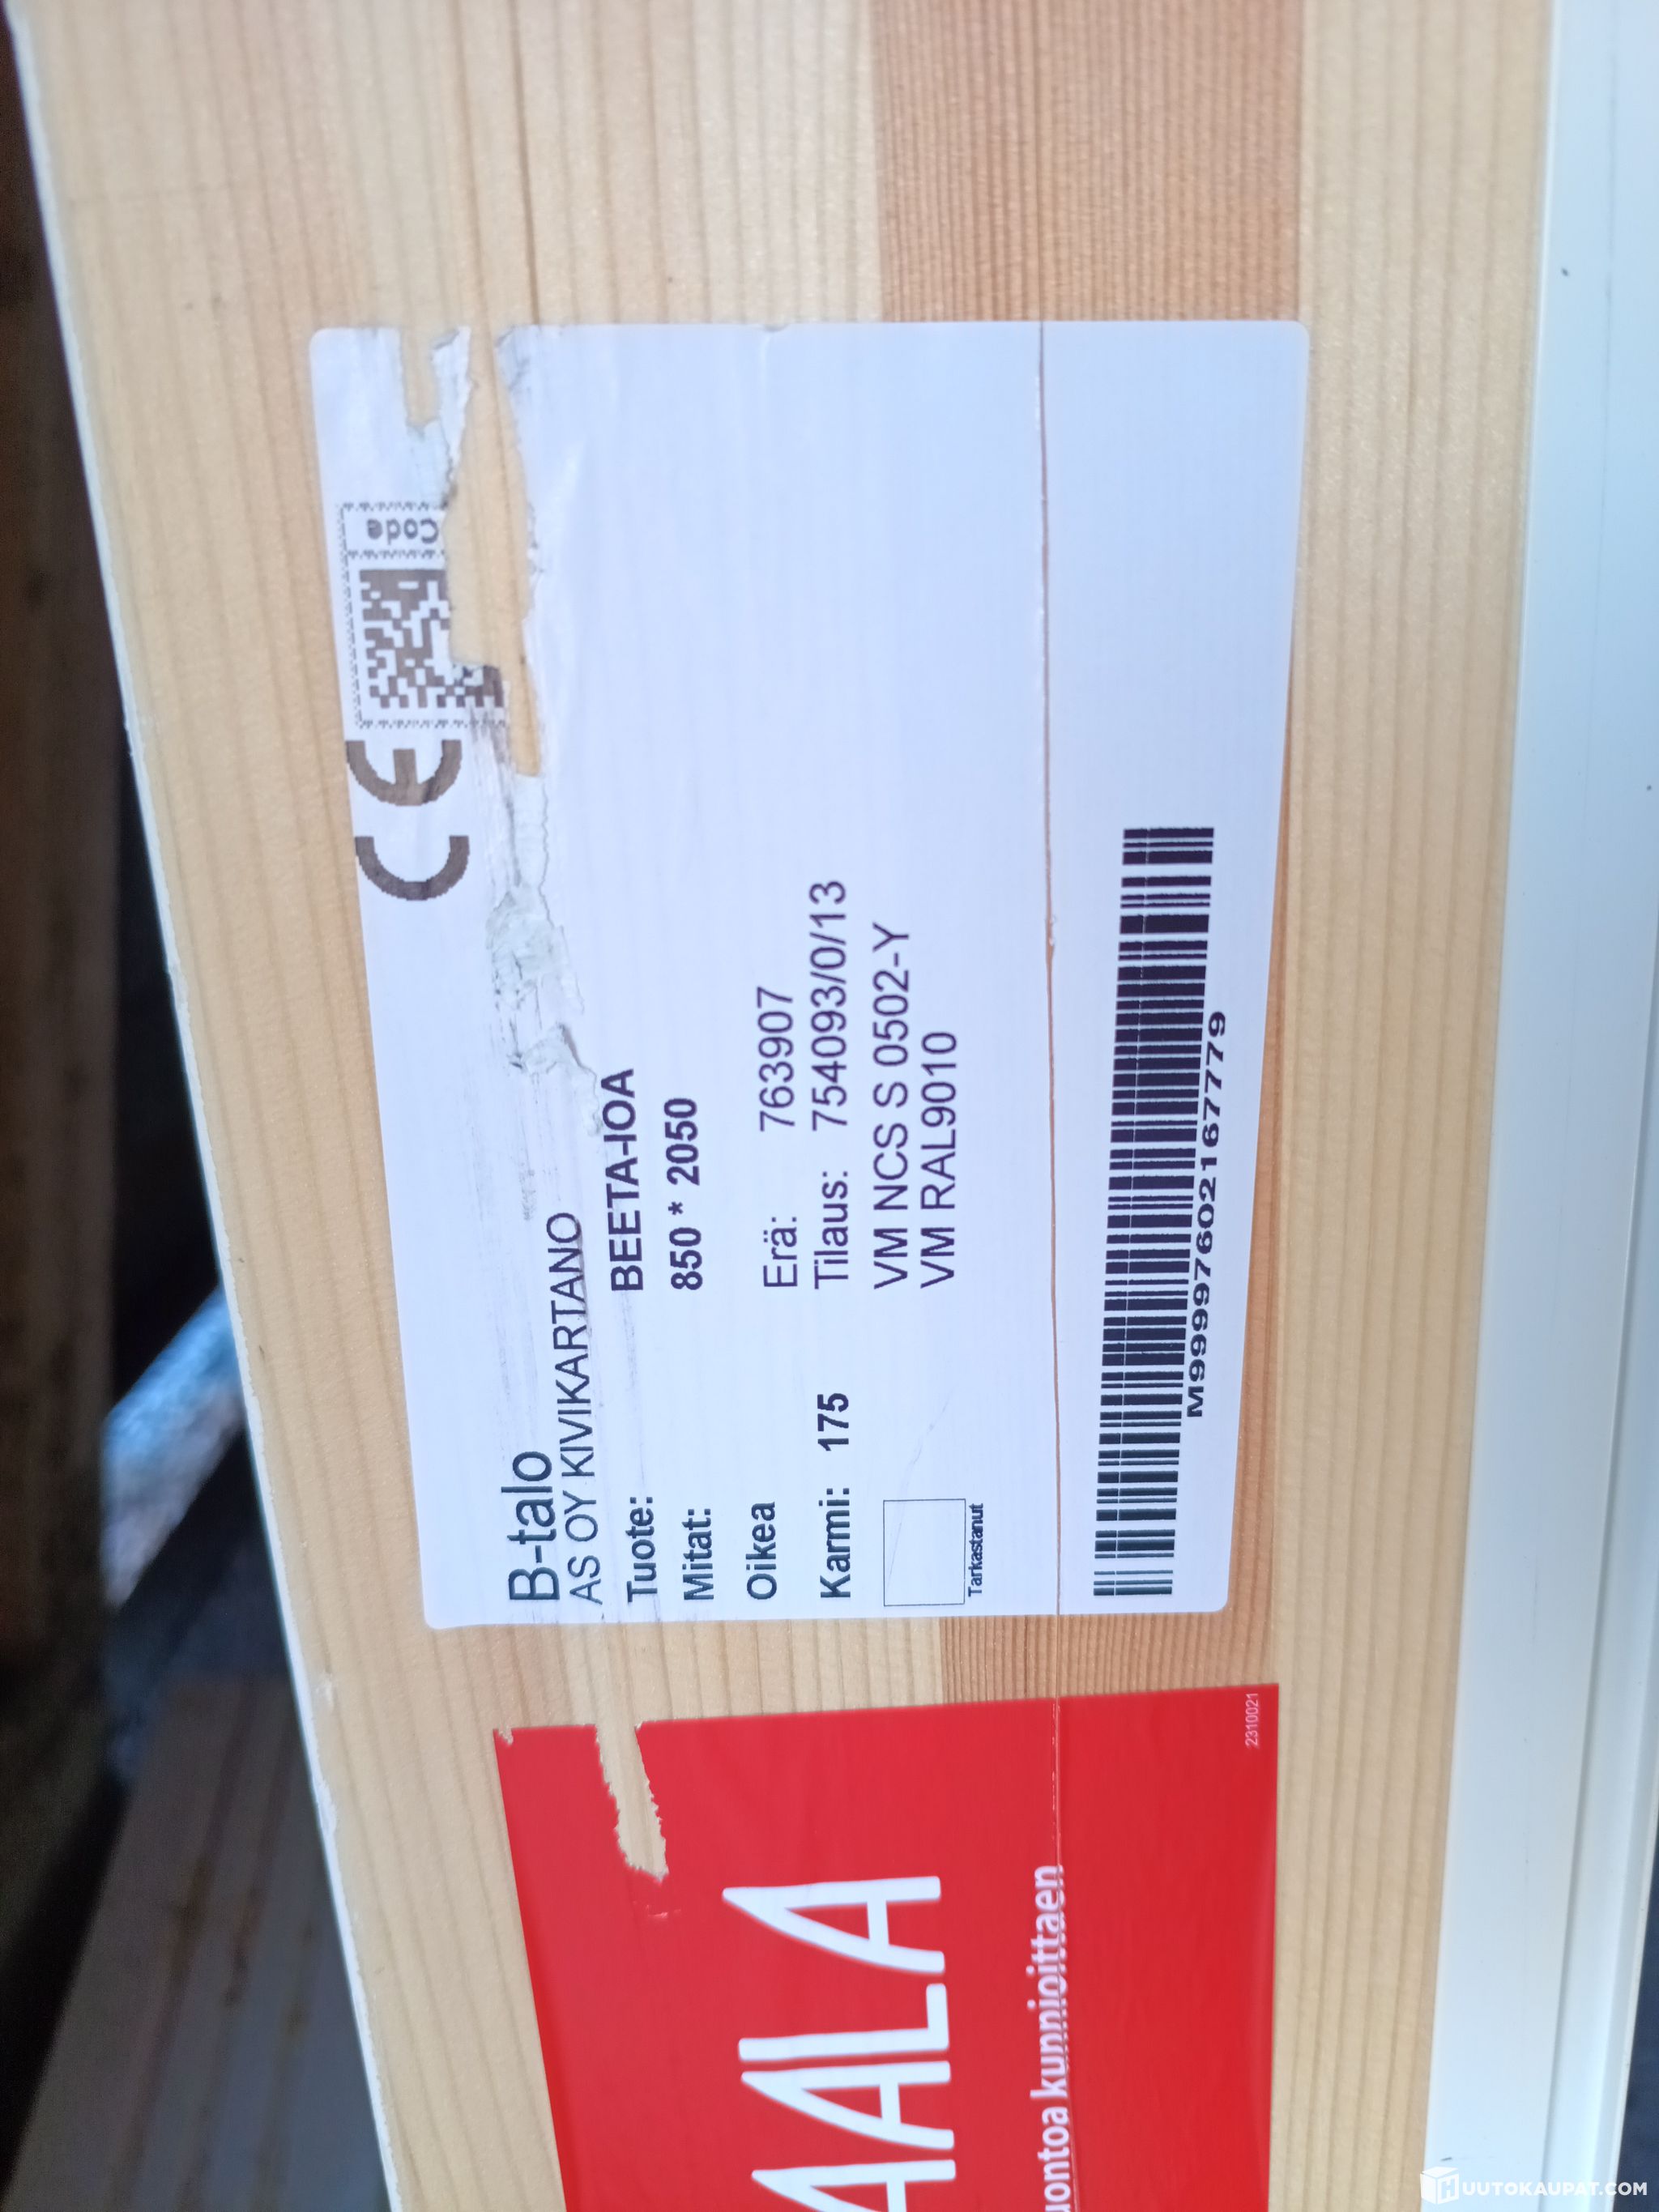 CE
Code
B-talo
AS OY KIVIKARTANO
Tuote: BEETA-IOA
Mitat: 850 * 2050
Oikea Erä: 763907
Karmi: 175 Tilaus: 754093/0/13
VM NCS S 0502-Y
VM RAL9010
Tarkastanut
M99997602167779
2310021
AALA
uontoa kunnioittaen
HUUTOKAUPAT.COM